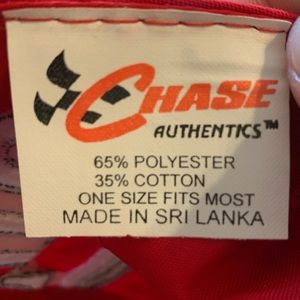 CHASE
AUTHENTICS™
65% POLYESTER
35% COTTON
ONE SIZE FITS MOST
MADE IN SRI LANKA